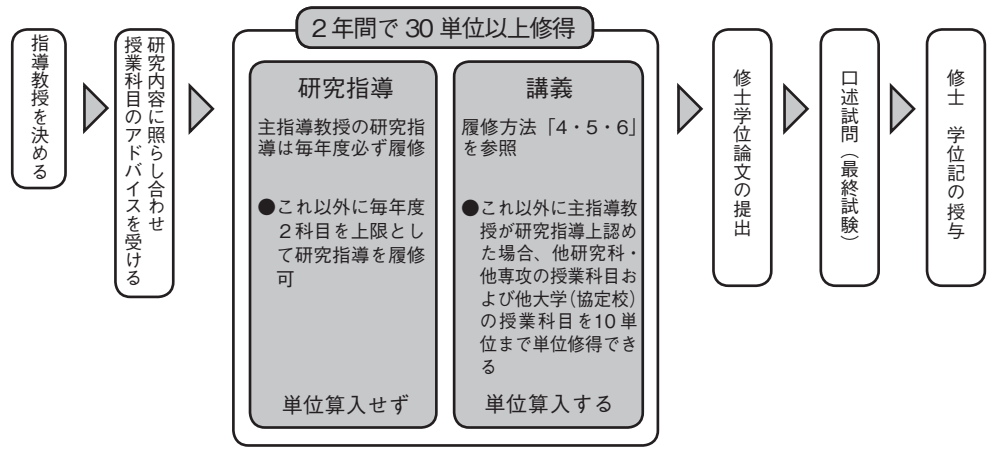 指導教授を決める
研究内容に照らし合わせ
授業科目のアドバイスを受ける
2年間で30単位以上修得
研究指導
主指導教授の研究指
導は毎年度必ず履修
●これ以外に毎年度
2科目を上限とし
て研究指導を履修
可
単位算入せず
講義
履修方法「4・5・6」
を参照
●これ以外に主指導教
授が研究指導上認め
た場合、他研究科・
他専攻の授業科目お
よび他大学(協定校)
の授業科目を10単
位まで単位修得でき
る
単位算入する
修士学位論文の提出
口述試問(最終試験)
修士 学位記の授与